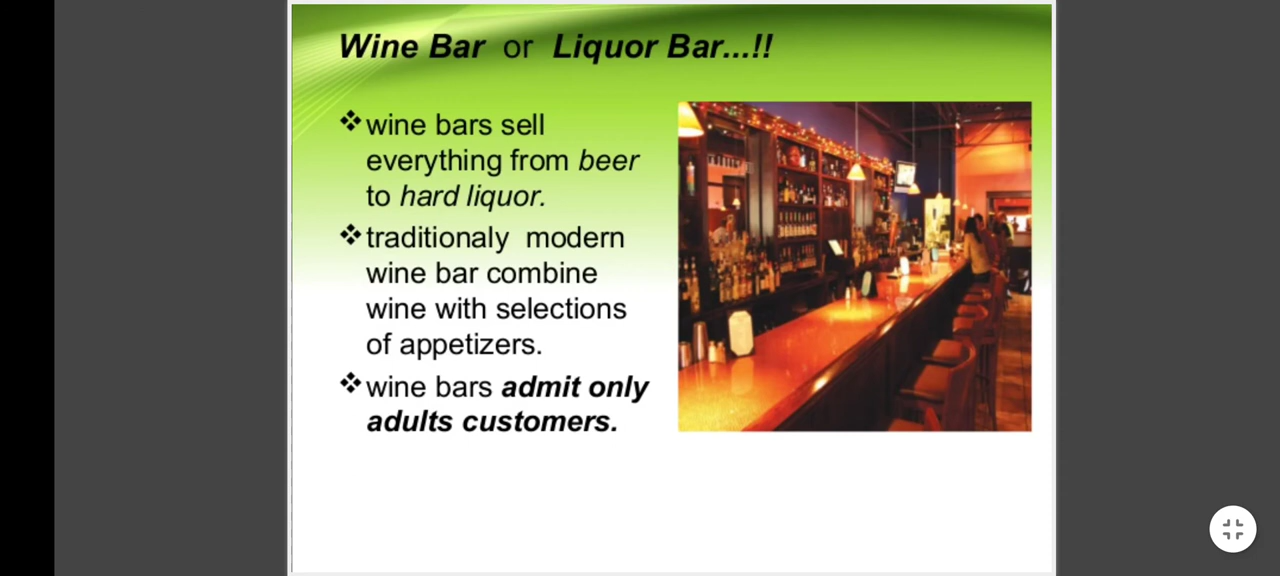 Wine Bar or Liquor Bar...!!
wine bars sell
everything from beer
to hard liquor.
traditionaly modern
wine bar combine
wine with selections
of appetizers.
wine bars admit only
adults customers.